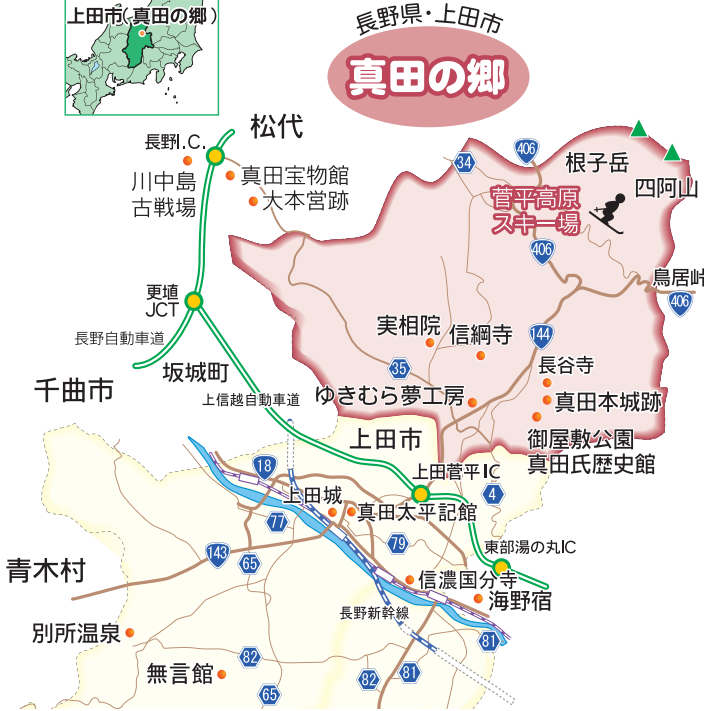 上田市(真田の郷)
長野県・上田市
真田の郷
松代
長野I.C.
川中島
古戦場
真田宝物館
大本営跡
34
406
根子岳
四阿山
菅平高原
スキー場
406
鳥居峠
406
更埴
JCT
長野自動車道
坂城町
千曲市
上信越自動車道
実相院
信綱寺
144
35
長谷寺
ゆきむら夢工房
真田本城跡
御屋敷公園
真田氏歴史館
上田市
上田菅平IC
18
4
上田城
真田太平記館
77
79
143
65
東部湯の丸IC
青木村
信濃国分寺
海野宿
長野新幹線
別所温泉
81
82
無言館
82
81
65